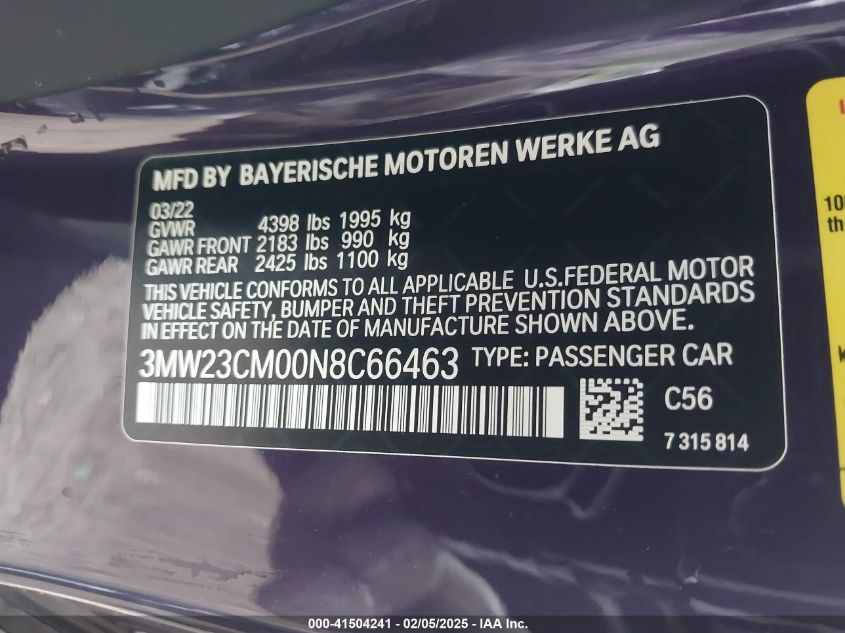 MFD BY BAYERISCHE MOTOREN WERKE AG
03/22
GVWR 4398 lbs 1995 kg
GAWR FRONT 2183 lbs 990 kg
GAWR REAR 2425 lbs 1100 kg
THIS VEHICLE CONFORMS TO ALL APPLICABLE U.S.FEDERAL MOTOR
VEHICLE SAFETY, BUMPER AND THEFT PREVENTION STANDARDS
IN EFFECT ON THE DATE OF MANUFACTURE SHOWN ABOVE.
3MW23CM00N8C66463 TYPE: PASSENGER CAR
C56
7 315 814
000-41504241 - 02/05/2025 - IAA Inc.